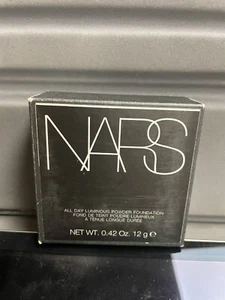 NARS
ALL DAY LUMINOUS POWDER FOUNDATION
FOND DE TEINT POUDRE LUMINEUX
A TENUE LONGUE DURÉE
NET WT. 0.42 OZ. 12 g ℮